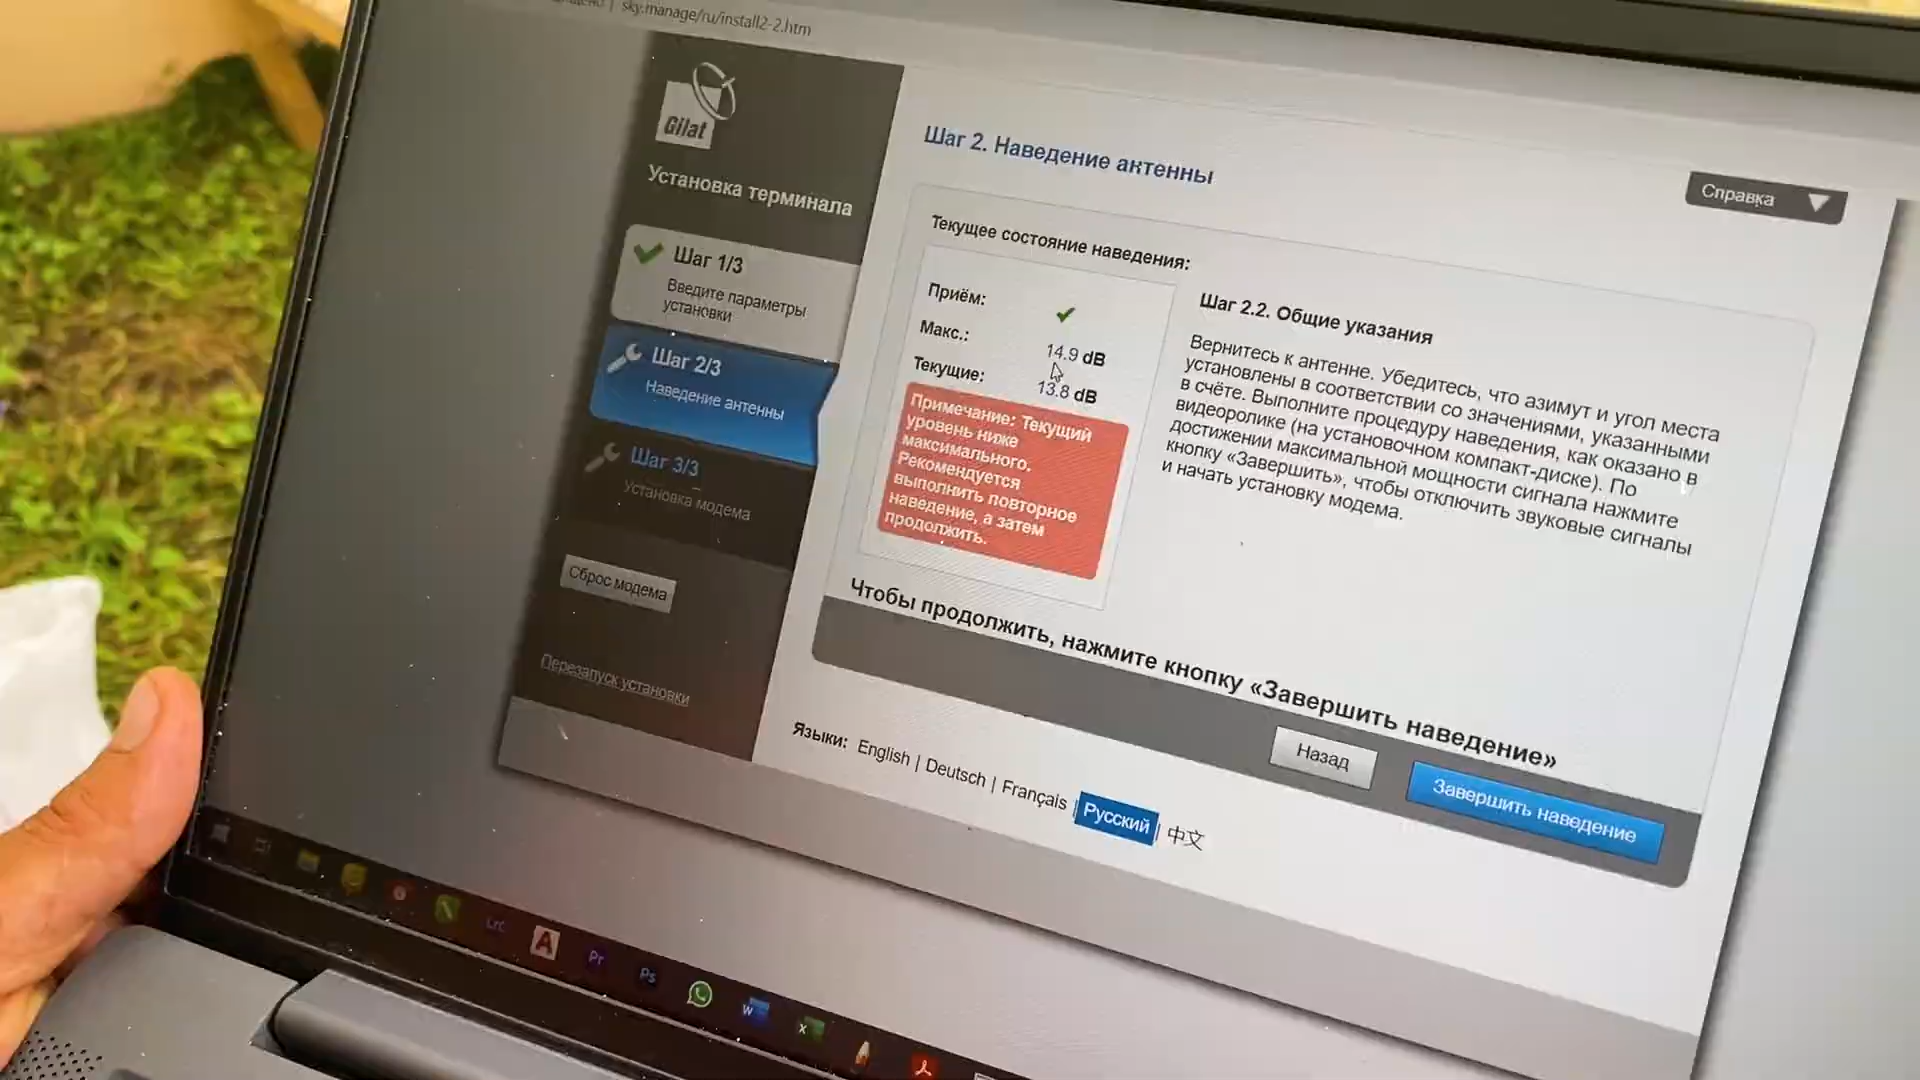 sky.manage/ru/install2-2.htm
Gilat
Установка терминала
Шаг 1/3
Введите параметры
установки
Шаг 2/3
Наведение антенны
Шаг 3/3
Установка модема
Сброс модема
Перезапуск установки
Шаг 2. Наведение антенны
Справка
Текущее состояние наведения:
Приём:
Макс.: 14.9 dB
Текущие: 13.8 dB
Примечание: Текущий
уровень ниже
максимального.
Рекомендуется
выполнить повторное
наведение, а затем
продолжить.
Шаг 2.2. Общие указания
Вернитесь к антенне. Убедитесь, что азимут и угол места
установлены в соответствии со значениями, указанными
в счёте. Выполните процедуру наведения, как оказано в
видеоролике (на установочном компакт-диске). По
достижении максимальной мощности сигнала нажмите
кнопку «Завершить», чтобы отключить звуковые сигналы
и начать установку модема.
Чтобы продолжить, нажмите кнопку «Завершить наведение»
Назад
Завершить наведение
Языки: English | Deutsch | Français | Русский | 中文
Lrc
A
Pr
Ps
W
X